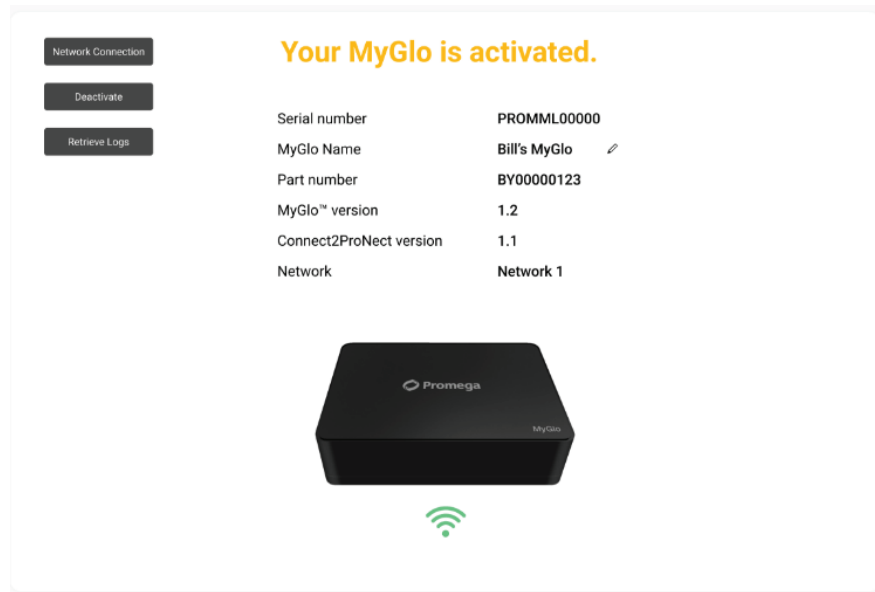 Network Connection
Deactivate
Retrieve Logs
Your MyGlo is activated.
Serial number PROMML00000
MyGlo Name Bill's MyGlo
Part number BY00000123
MyGlo™ version 1.2
Connect2ProNect version 1.1
Network Network 1
Promega
MyGlo